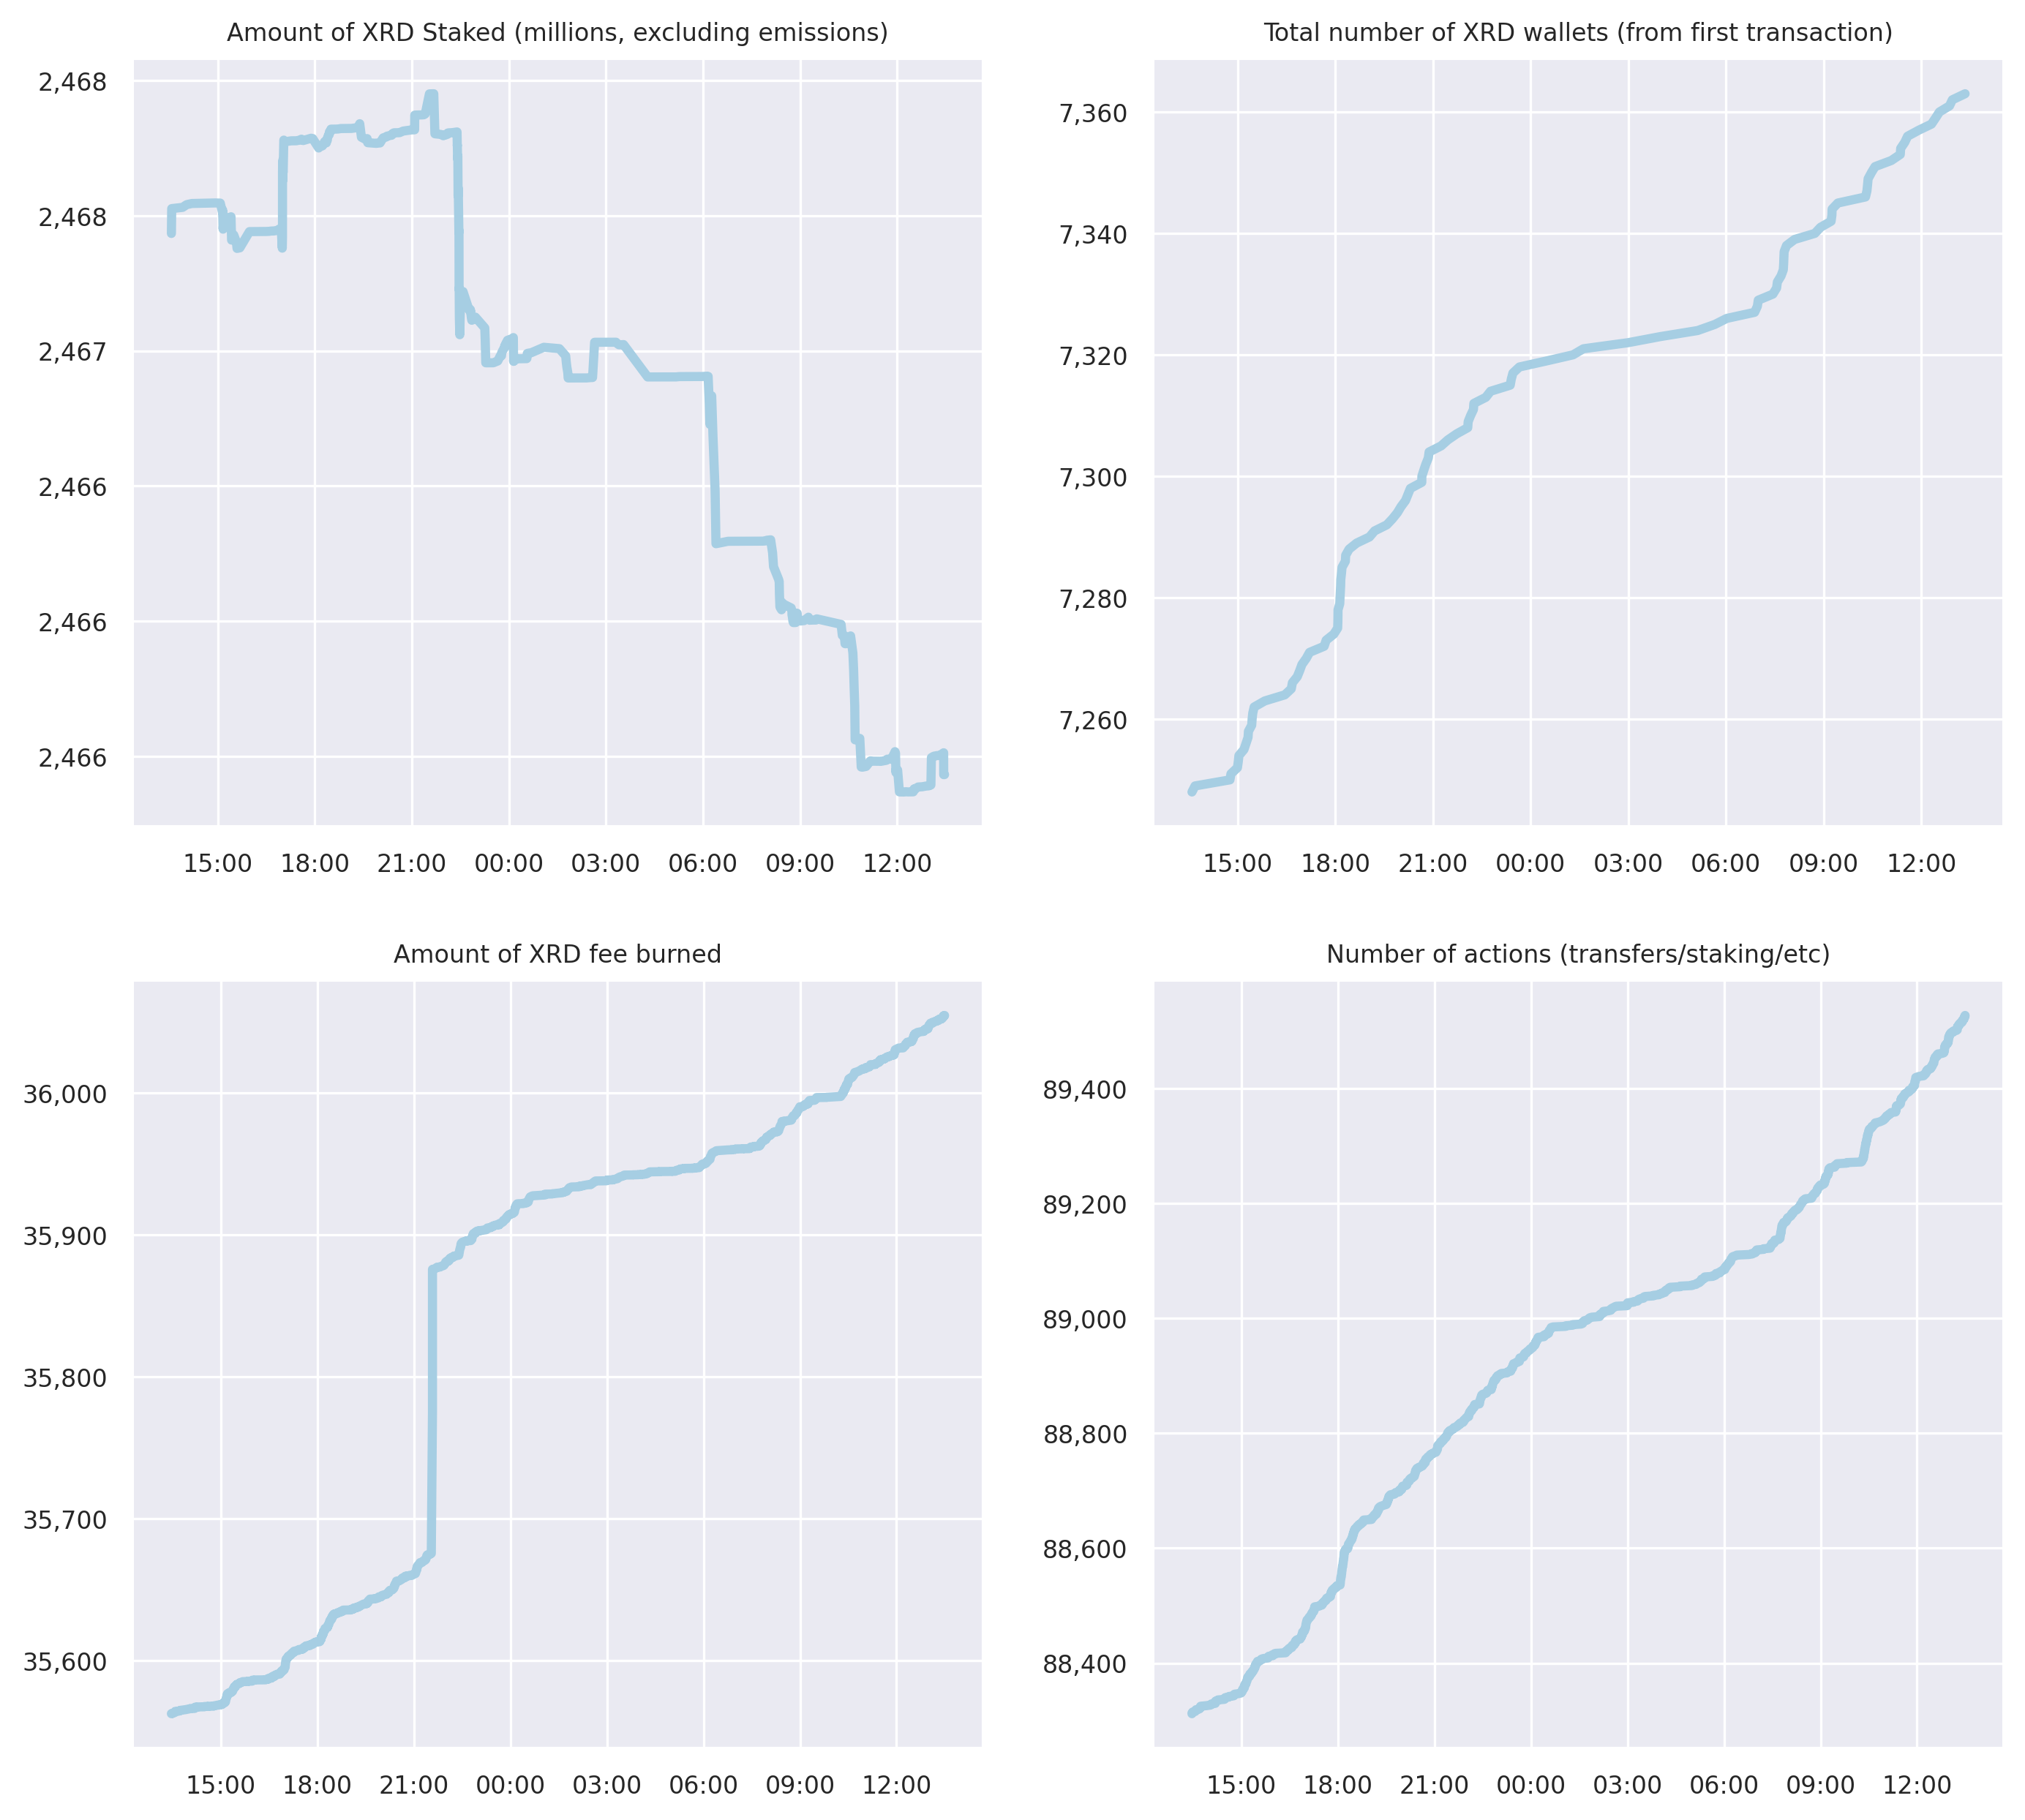 Amount of XRD Staked (millions, excluding emissions)
2,468
2,468
2,467
2,466
2,466
2,466
15:00 18:00 21:00 00:00 03:00 06:00 09:00 12:00
Total number of XRD wallets (from first transaction)
7,360
7,340
7,320
7,300
7,280
7,260
15:00 18:00 21:00 00:00 03:00 06:00 09:00 12:00
Amount of XRD fee burned
36,000
35,900
35,800
35,700
35,600
15:00 18:00 21:00 00:00 03:00 06:00 09:00 12:00
Number of actions (transfers/staking/etc)
89,400
89,200
89,000
88,800
88,600
88,400
15:00 18:00 21:00 00:00 03:00 06:00 09:00 12:00